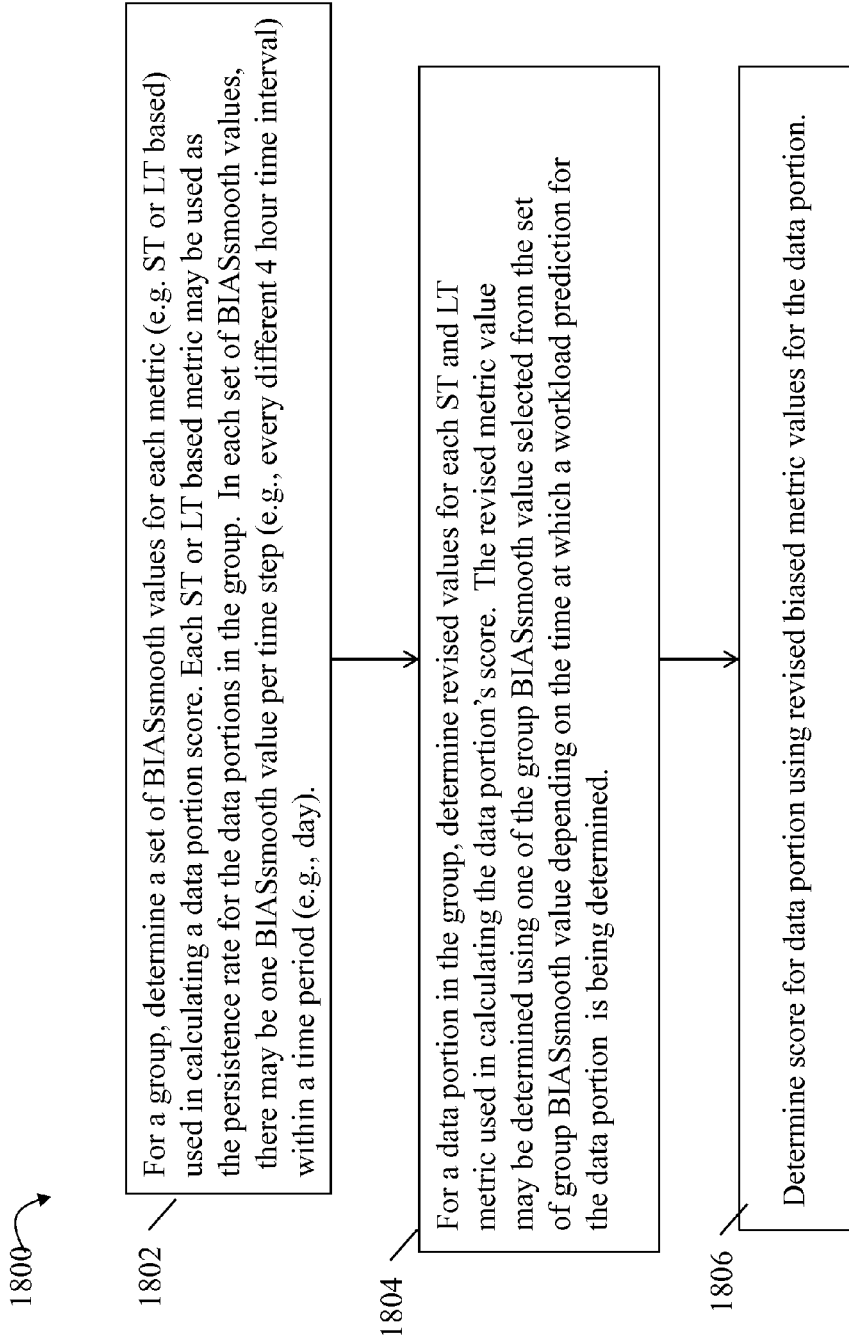 1800
1802
For a group, determine a set of BIASsmooth values for each metric (e.g. ST or LT based)
used in calculating a data portion score. Each ST or LT based metric may be used as
the persistence rate for the data portions in the group. In each set of BIASsmooth values,
there may be one BIASsmooth value per time step (e.g., every different 4 hour time interval)
within a time period (e.g., day).
1804
For a data portion in the group, determine revised values for each ST and LT
metric used in calculating the data portion's score. The revised metric value
may be determined using one of the group BIASsmooth value selected from the set
of group BIASsmooth value depending on the time at which a workload prediction for
the data portion is being determined.
1806
Determine score for data portion using revised biased metric values for the data portion.